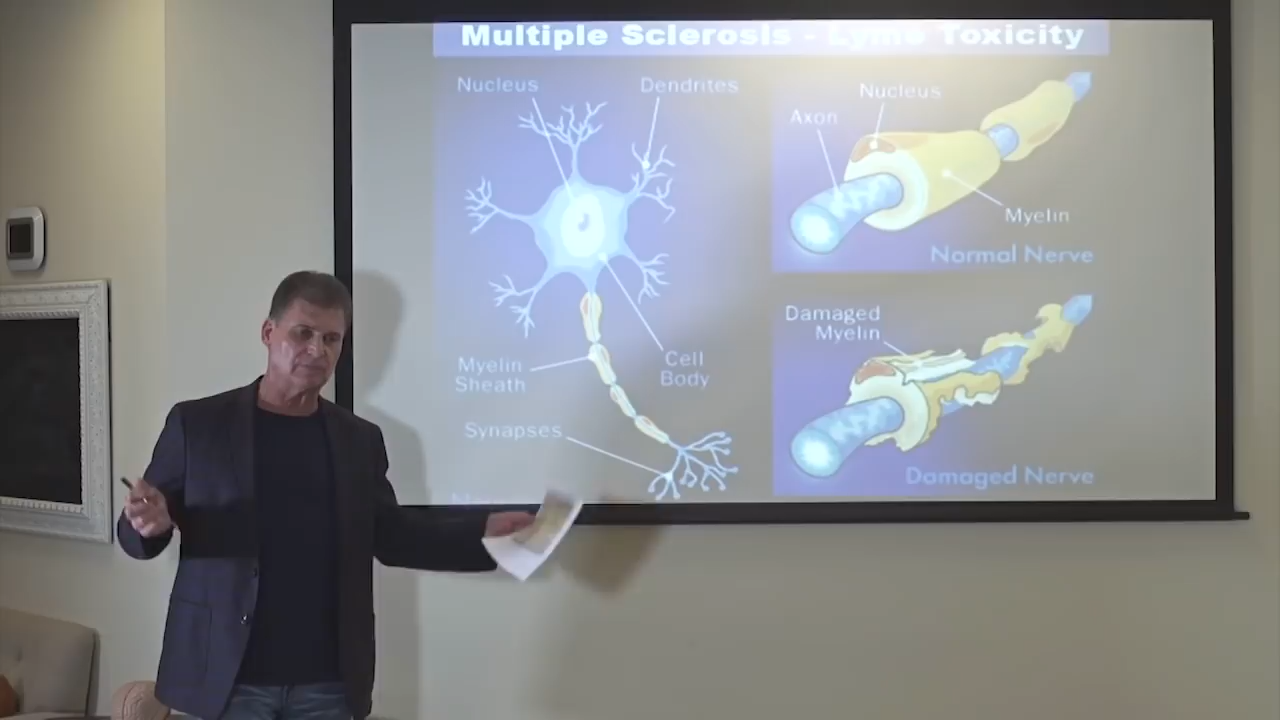 Multiple Sclerosis - Lyme Toxicity
Nucleus
Dendrites
Myelin
Sheath
Cell
Body
Synapses
Nucleus
Axon
Myelin
Normal Nerve
Damaged
Myelin
Damaged Nerve